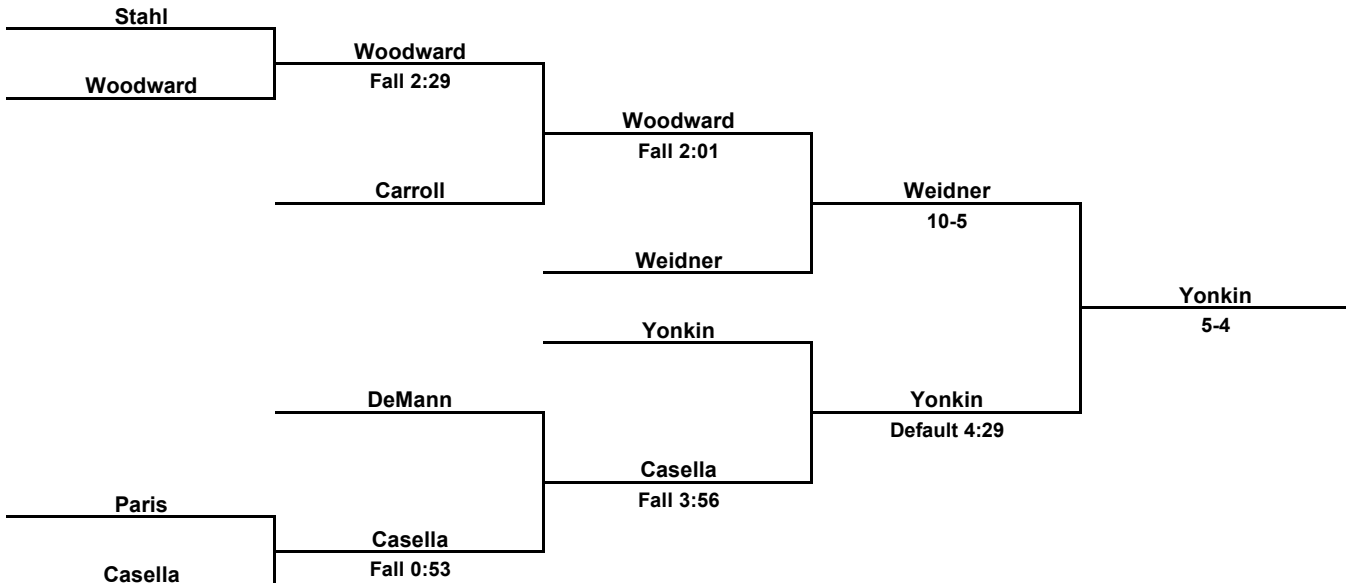 Stahl
Woodward
Woodward
Fall 2:29
Woodward
Fall 2:01
Carroll
Weidner
10-5
Weidner
Yonkin
5-4
Yonkin
DeMann
Yonkin
Default 4:29
Casella
Fall 3:56
Paris
Casella
Fall 0:53
Casella